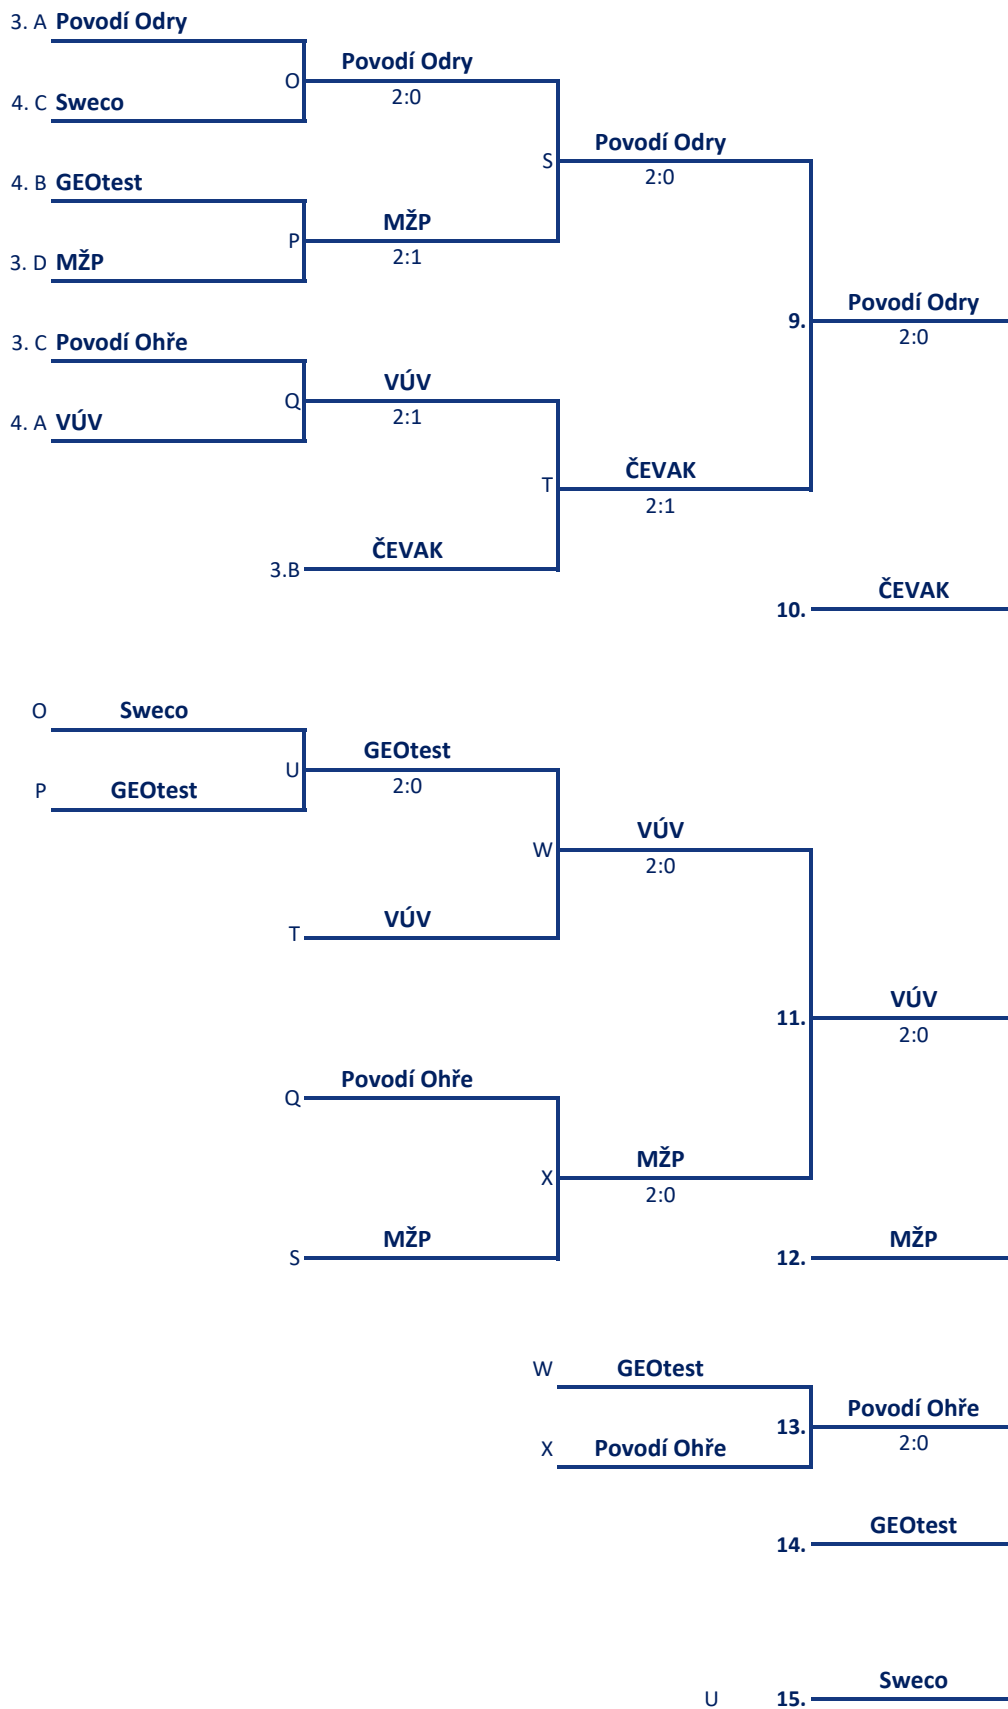 3. A Povodí Odry
Povodí Odry
O
2:0
4. C Sweco
Povodí Odry
S
2:0
4. B GEOtest
MŽP
P
2:1
3. D MŽP
Povodí Odry
9.
2:0
3. C Povodí Ohře
VÚV
Q
2:1
4. A VÚV
ČEVAK
T
2:1
ČEVAK
3.B
ČEVAK
10.
O Sweco
GEOtest
U
2:0
P GEOtest
VÚV
W
2:0
VÚV
T
VÚV
11.
2:0
Povodí Ohře
Q
MŽP
X
2:0
MŽP
S
MŽP
12.
W GEOtest
Povodí Ohře
13.
2:0
X Povodí Ohře
GEOtest
14.
Sweco
U 15.